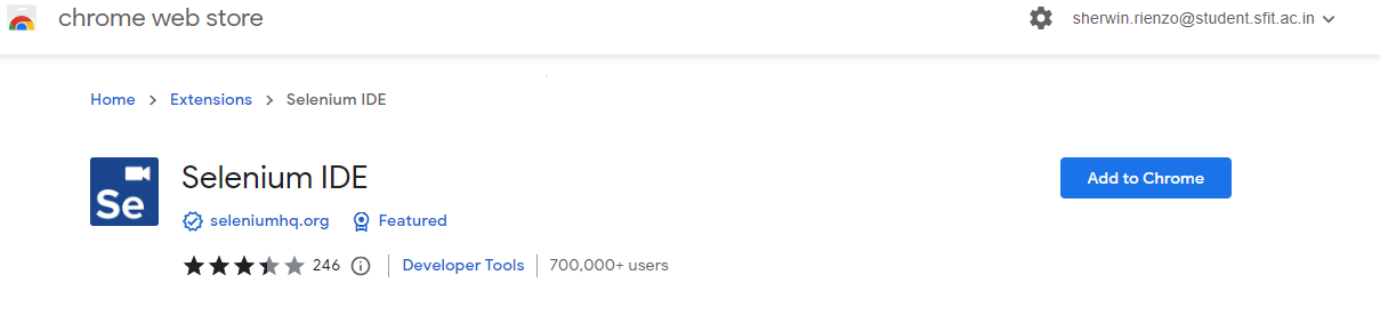 chrome web store
sherwin.rienzo@student.sfit.ac.in
Home > Extensions > Selenium IDE
Se
Selenium IDE
Add to Chrome
seleniumhq.org Featured
246 | Developer Tools | 700,000+ users